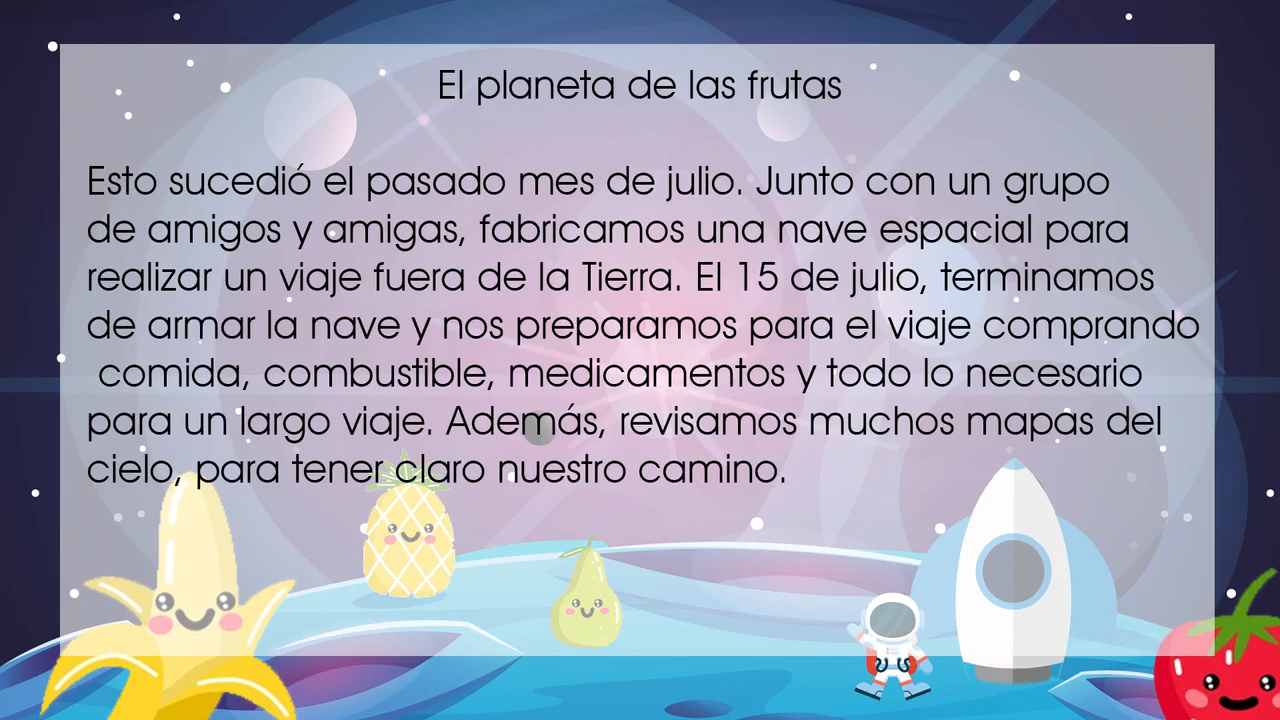 El planeta de las frutas
Esto sucedió el pasado mes de julio. Junto con un grupo
de amigos y amigas, fabricamos una nave espacial para
realizar un viaje fuera de la Tierra. El 15 de julio, terminamos
de armar la nave y nos preparamos para el viaje comprando
comida, combustible, medicamentos y todo lo necesario
para un largo viaje. Además, revisamos muchos mapas del
cielo, para tener claro nuestro camino.